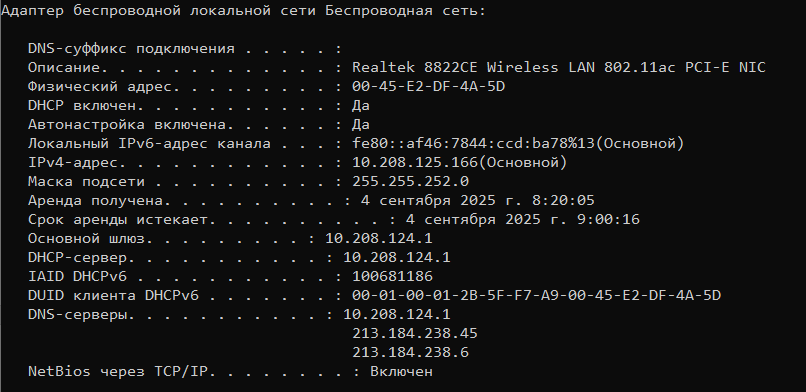 Адаптер беспроводной локальной сети Беспроводная сеть:
DNS-суффикс подключения . . . . . :
Описание. . . . . . . . . . . . . : Realtek 8822CE Wireless LAN 802.11ac PCI-E NIC
Физический адрес. . . . . . . . . : 00-45-E2-DF-4A-5D
DHCP включен. . . . . . . . . . . : Да
Автонастройка включена. . . . . . : Да
Локальный IPv6-адрес канала . . . : fe80::af46:7844:ccd:ba78%13(Основной)
IPv4-адрес. . . . . . . . . . . . : 10.208.125.166(Основной)
Маска подсети . . . . . . . . . . : 255.255.252.0
Аренда получена. . . . . . . . . . : 4 сентября 2025 г. 8:20:05
Срок аренды истекает. . . . . . . . . . : 4 сентября 2025 г. 9:00:16
Основной шлюз. . . . . . . . . : 10.208.124.1
DHCP-сервер. . . . . . . . . . . : 10.208.124.1
IAID DHCPv6 . . . . . . . . . . . : 100681186
DUID клиента DHCPv6 . . . . . . . : 00-01-00-01-2B-5F-F7-A9-00-45-E2-DF-4A-5D
DNS-серверы. . . . . . . . . . . : 10.208.124.1
213.184.238.45
213.184.238.6
NetBios через TCP/IP. . . . . . . . : Включен